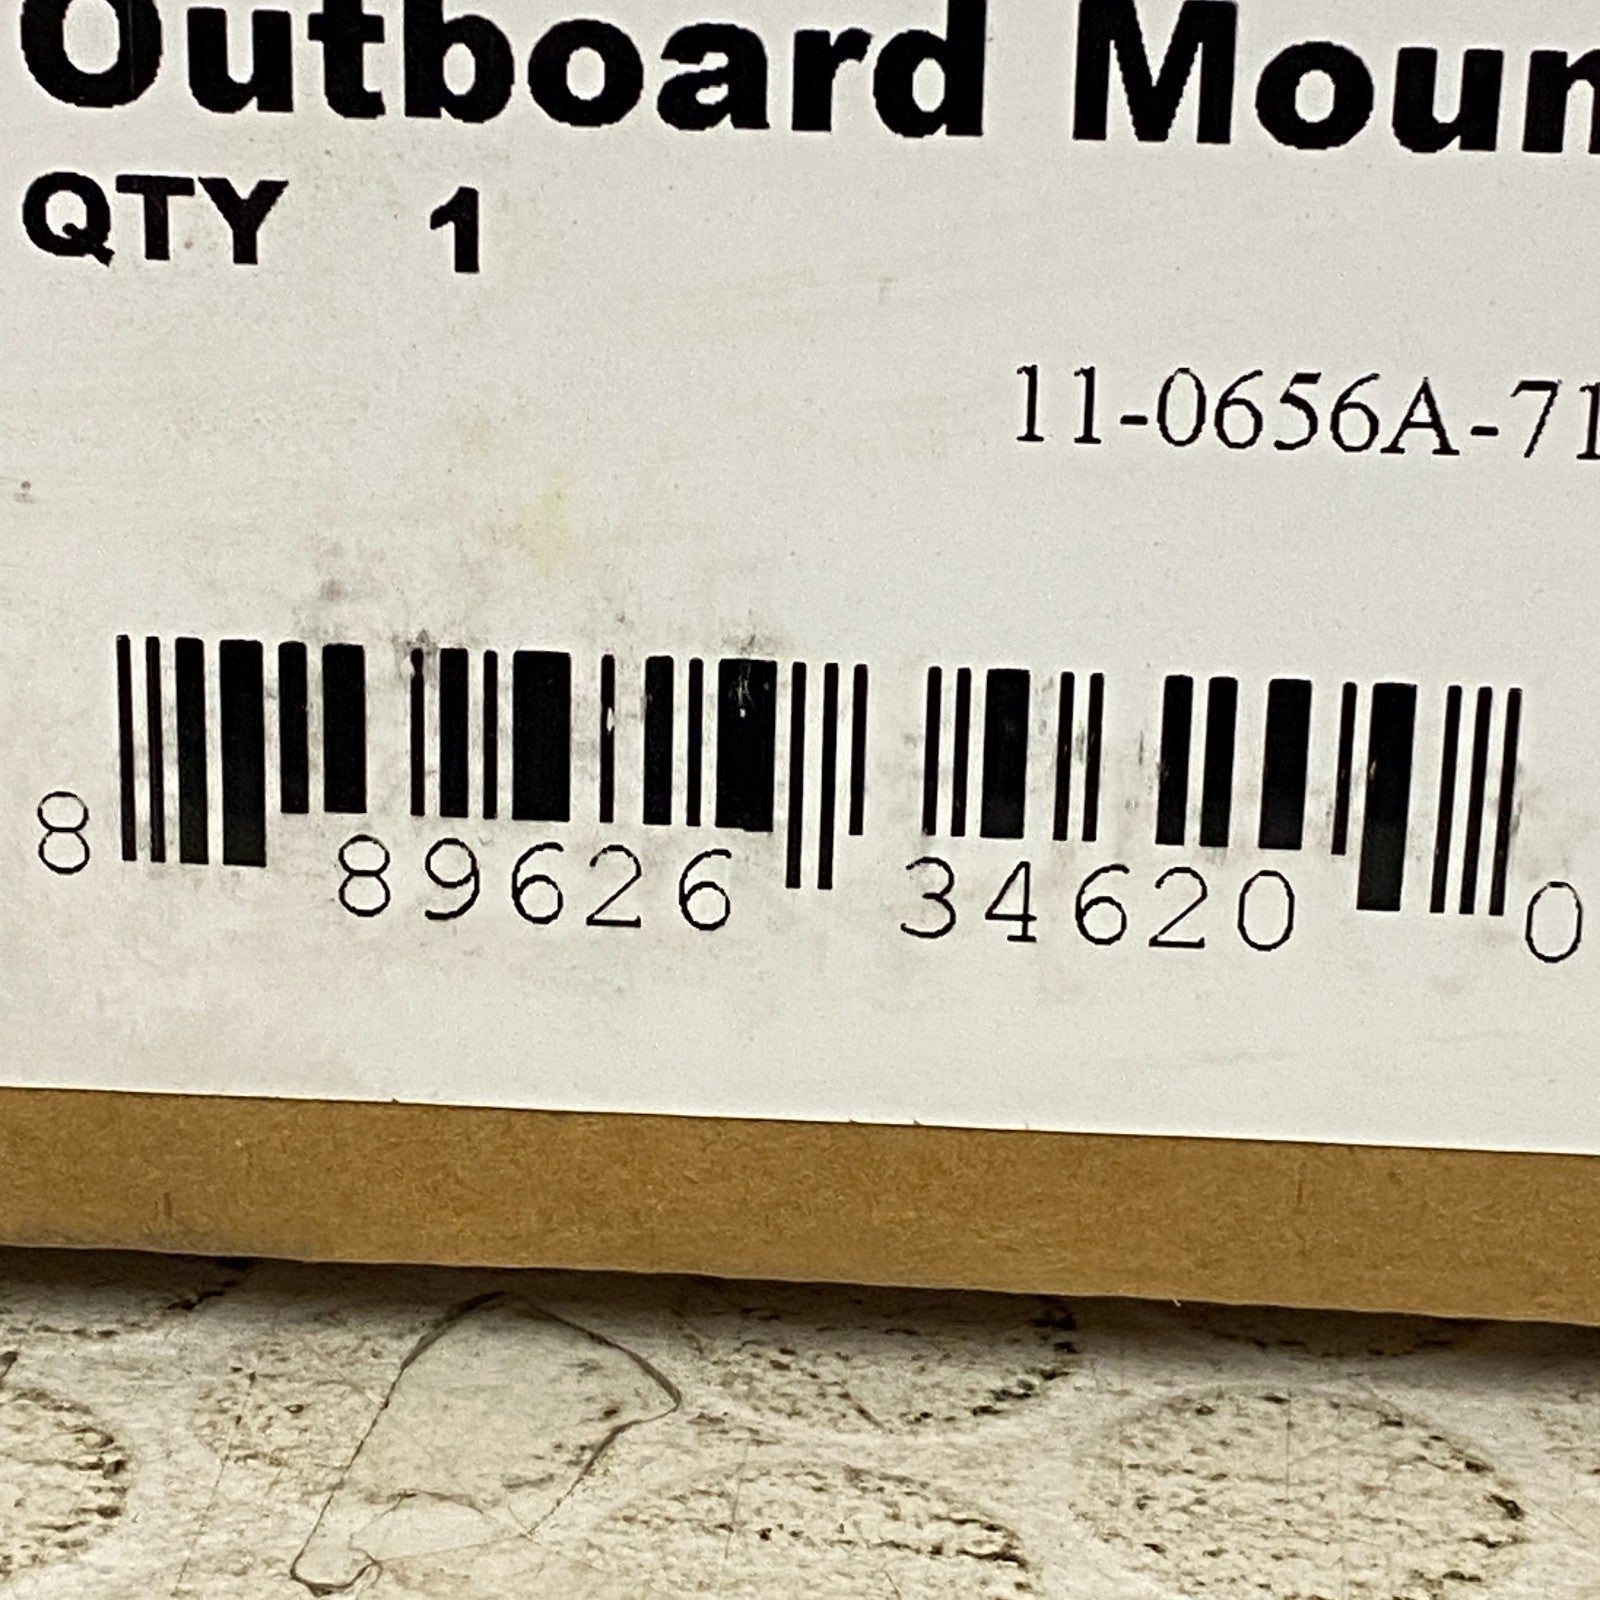 Outboard Moun
QTY 1
11-0656A-71
8 89626 34620 0